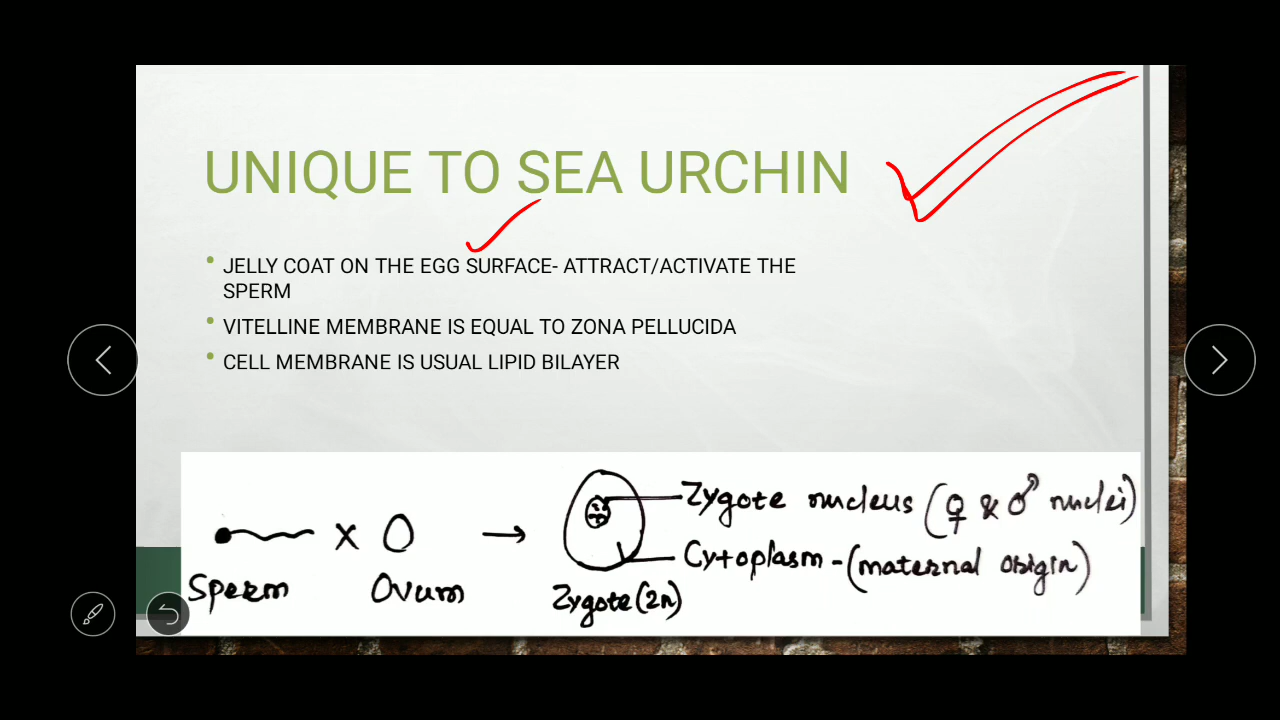 UNIQUE TO SEA URCHIN
JELLY COAT ON THE EGG SURFACE- ATTRACT/ACTIVATE THE
SPERM
VITELLINE MEMBRANE IS EQUAL TO ZONA PELLUCIDA
CELL MEMBRANE IS USUAL LIPID BILAYER
Zygote nucleus (♀ & ♂ nuclei)
x
Cytoplasm - (maternal origin)
Sperm Ovum Zygote (2n)